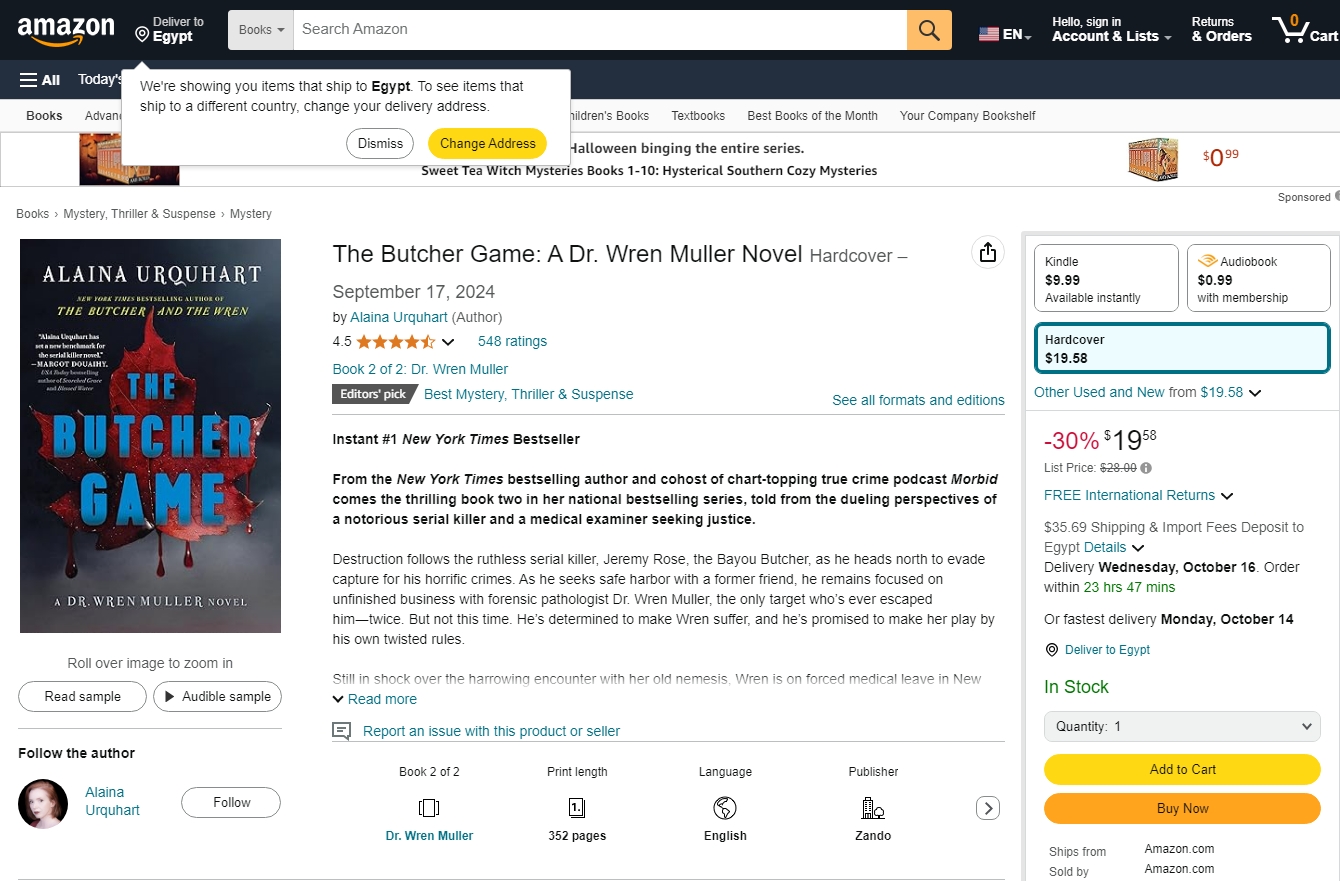 amazon
Deliver to
Egypt
Books
Search Amazon
EN
Hello, sign in
Account & Lists
Returns
& Orders
0
Cart
All
Today's
We're showing you items that ship to Egypt. To see items that
ship to a different country, change your delivery address.
Dismiss
Change Address
Books
Textbooks
Best Books of the Month
Your Company Bookshelf
Halloween binging the entire series.
Sweet Tea Witch Mysteries Books 1-10: Hysterical Southern Cozy Mysteries
$0.99
Sponsored
Books › Mystery, Thriller & Suspense › Mystery
ALAINA URQUHART
NEW YORK TIMES BESTSELLING AUTHOR OF
THE BUTCHER AND THE WREN
"Alaina Urquhart has
set a new benchmark for
the serial killer novel."
—MARGOT DOUAIHY,
USA Today bestselling
author of Scorched Grace
and Blessed Water
THE
BUTCHER
GAME
A DR. WREN MULLER NOVEL
Roll over image to zoom in
Read sample
Audible sample
Follow the author
Alaina
Urquhart
Follow
The Butcher Game: A Dr. Wren Muller Novel Hardcover –
September 17, 2024
by Alaina Urquhart (Author)
4.5
548 ratings
Book 2 of 2: Dr. Wren Muller
Editors' pick
Best Mystery, Thriller & Suspense
See all formats and editions
Instant #1 New York Times Bestseller
From the New York Times bestselling author and cohost of chart-topping true crime podcast Morbid
comes the thrilling book two in her national bestselling series, told from the dueling perspectives of
a notorious serial killer and a medical examiner seeking justice.
Destruction follows the ruthless serial killer, Jeremy Rose, the Bayou Butcher, as he heads north to evade
capture for his horrific crimes. As he seeks safe harbor with a former friend, he remains focused on
unfinished business with forensic pathologist Dr. Wren Muller, the only target who's ever escaped
him—twice. But not this time. He's determined to make Wren suffer, and he's promised to make her play by
his own twisted rules.
Still in shock over the harrowing encounter with her old nemesis, Wren is on forced medical leave in New
Read more
Report an issue with this product or seller
Book 2 of 2
Dr. Wren Muller
Print length
1.
352 pages
Language
English
Publisher
Zando
Kindle
$9.99
Available instantly
Audiobook
$0.99
with membership
Hardcover
$19.58
Other Used and New from $19.58
-30% $19 58
List Price: $28.00
FREE International Returns
$35.69 Shipping & Import Fees Deposit to
Egypt Details
Delivery Wednesday, October 16. Order
within 23 hrs 47 mins
Or fastest delivery Monday, October 14
Deliver to Egypt
In Stock
Quantity: 1
Add to Cart
Buy Now
Ships from Amazon.com
Sold by Amazon.com